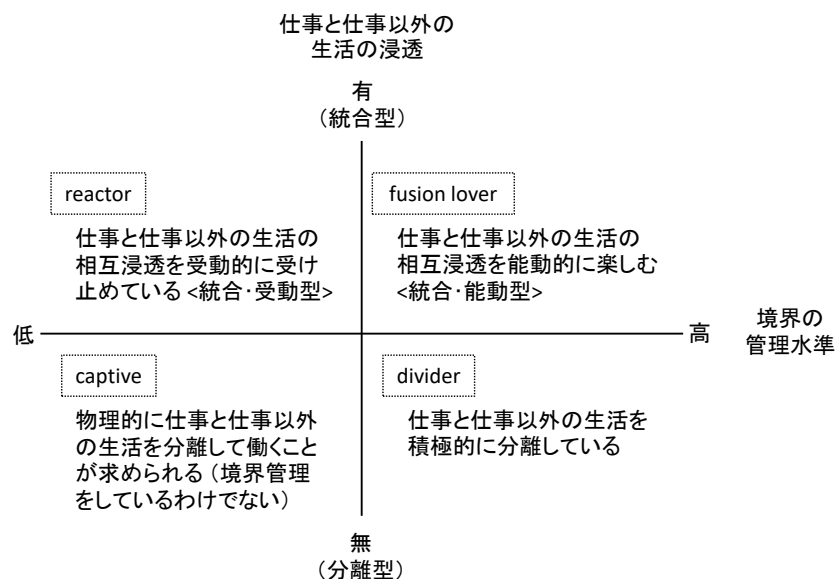 仕事と仕事以外の
生活の浸透
有
（統合型）
reactor
仕事と仕事以外の生活の
相互浸透を受動的に受け
止めている <統合・受動型>
fusion lover
仕事と仕事以外の生活の
相互浸透を能動的に楽しむ
<統合・能動型>
低
高
境界の
管理水準
captive
物理的に仕事と仕事以外
の生活を分離して働くこと
が求められる（境界管理
をしているわけでない）
divider
仕事と仕事以外の生活を
積極的に分離している
無
（分離型）